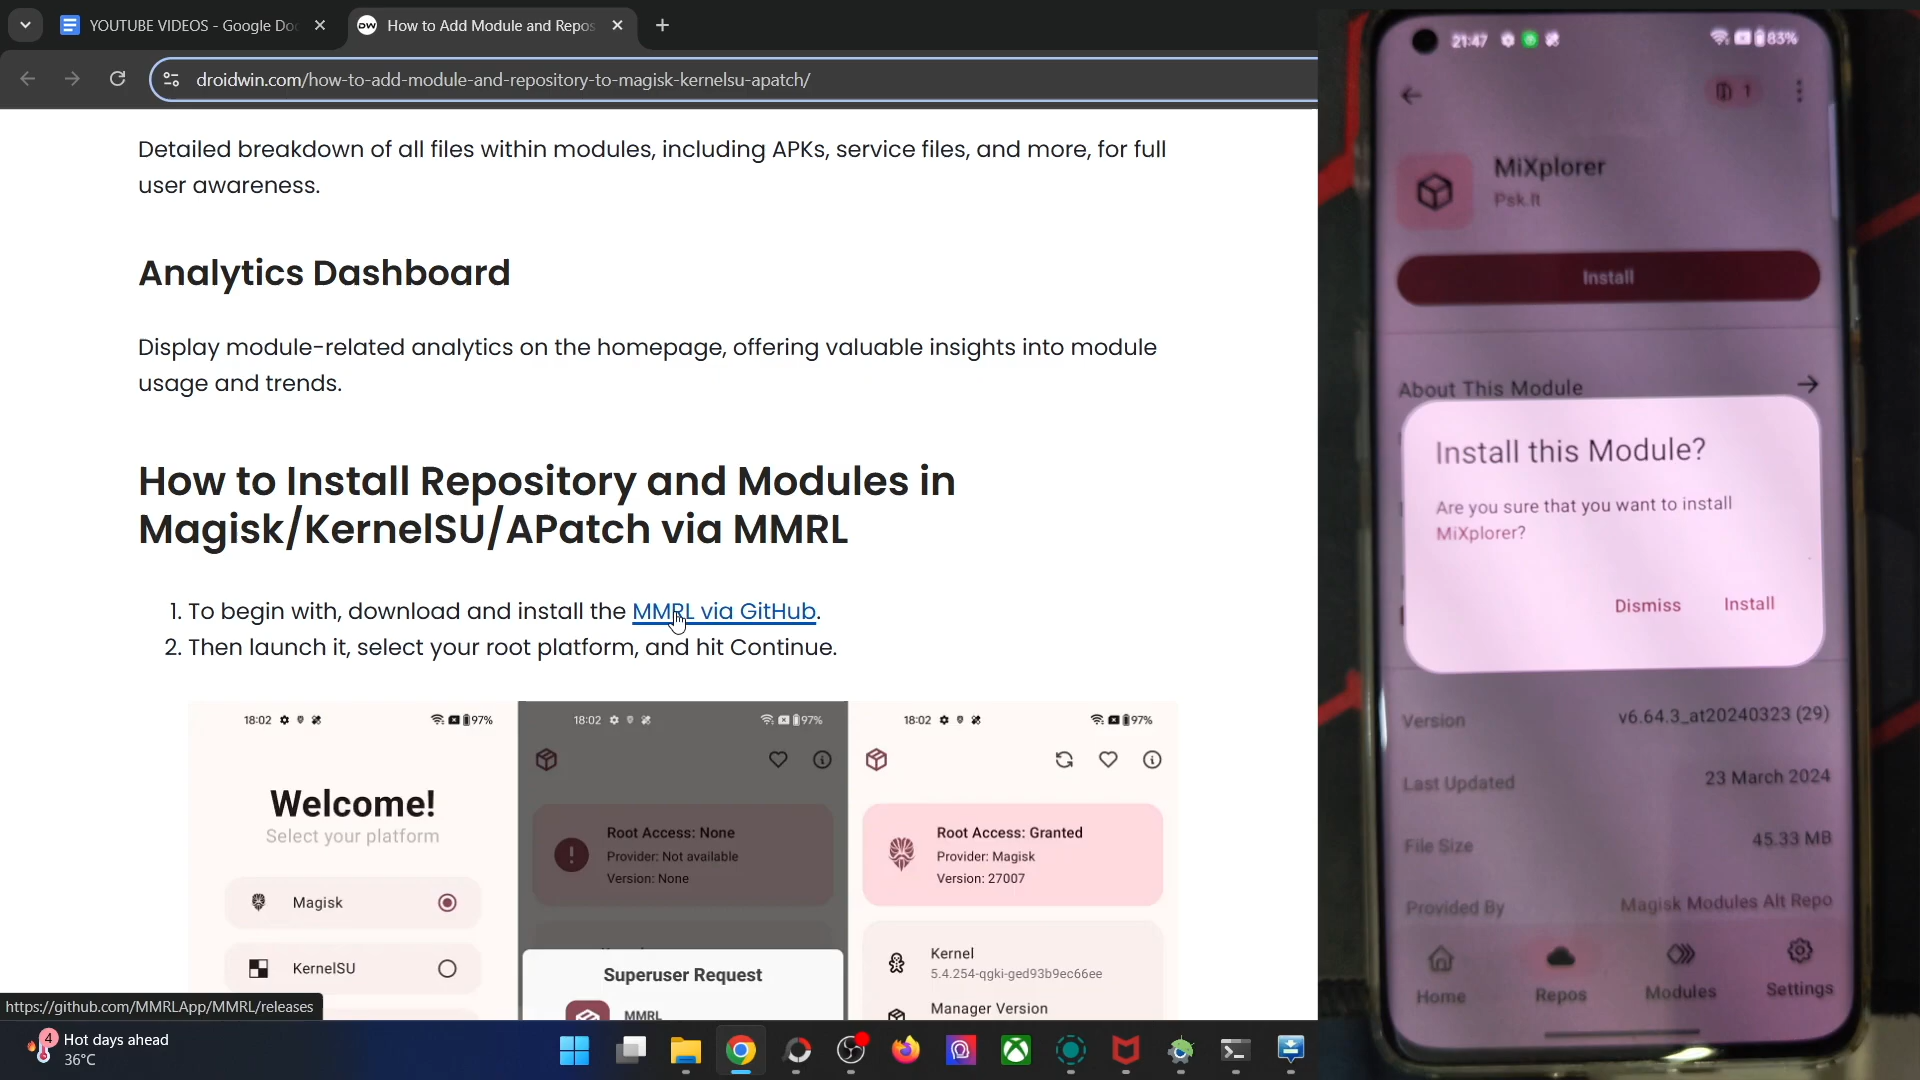 YOUTUBE VIDEOS - Google Doc
How to Add Module and Repos
droidwin.com/how-to-add-module-and-repository-to-magisk-kernelsu-apatch/
Detailed breakdown of all files within modules, including APKs, service files, and more, for full
user awareness.
Analytics Dashboard
Display module-related analytics on the homepage, offering valuable insights into module
usage and trends.
How to Install Repository and Modules in
Magisk/KernelSU/APatch via MMRL
1. To begin with, download and install the MMRL via GitHub.
2. Then launch it, select your root platform, and hit Continue.
18:02 97%
Welcome!
Select your platform
Magisk
KernelSU
18:02 97%
Root Access: None
Provider: Not available
Version: None
Superuser Request
MMRL
18:02 97%
Root Access: Granted
Provider: Magisk
Version: 27007
Kernel
5.4.254-qgki-ged93b9ec66ee
Manager Version
https://github.com/MMRLApp/MMRL/releases
4
Hot days ahead
36°C
21:47 83%
1
MiXplorer
Psk.lt
Install
About This Module
Install this Module?
Are you sure that you want to install
MiXplorer?
Dismiss Install
Version v6.64.3_at20240323 (29)
Last Updated 23 March 2024
File Size 45.33 MB
Provided By Magisk Modules Alt Repo
Home Repos Modules Settings